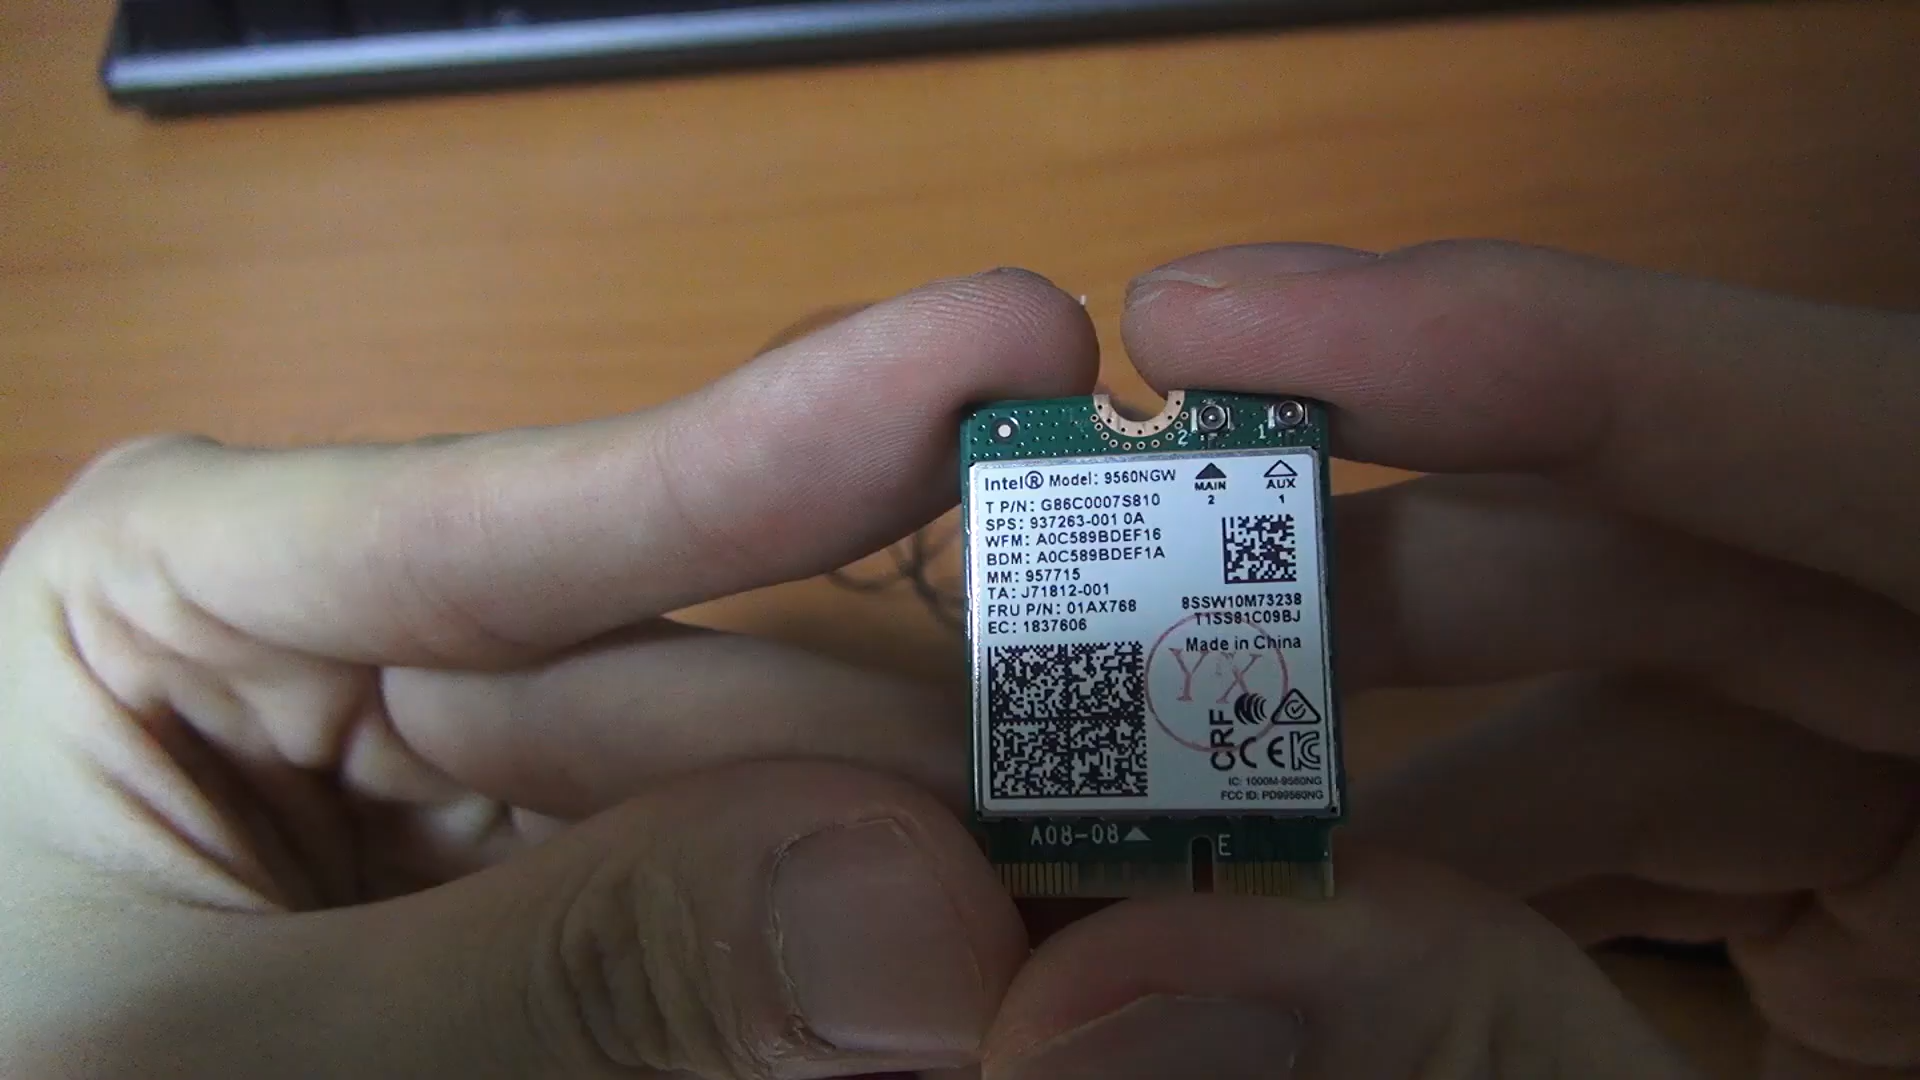 2 1
Intel® Model: 9560NGW
MAIN AUX
2 1
T P/N: G86C0007S810
SPS: 937263-001 0A
WFM: A0C589BDEF16
BDM: A0C589BDEF1A
MM: 957715
TA: J71812-001
FRU P/N: 01AX768
EC: 1837606
8SSW10M73238
T1SS81C09BJ
Made in China
YX
CRF
CE
IC: 1000M-9560NG
FCC ID: PD99560NG
A08-08
E